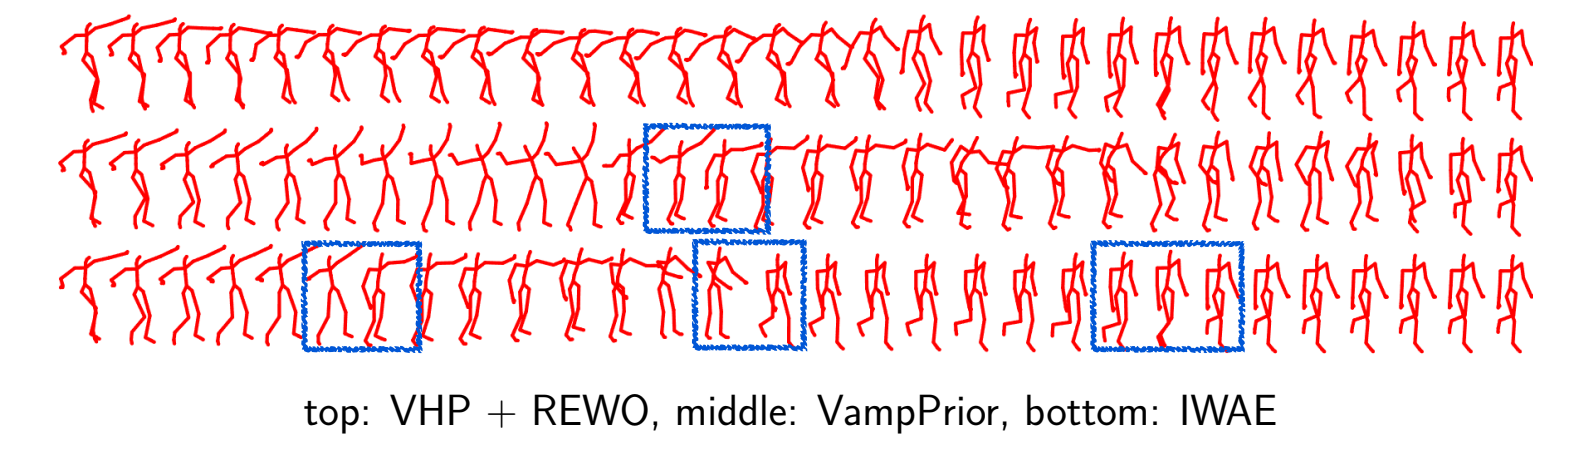 top: VHP + REWO, middle: VampPrior, bottom: IWAE